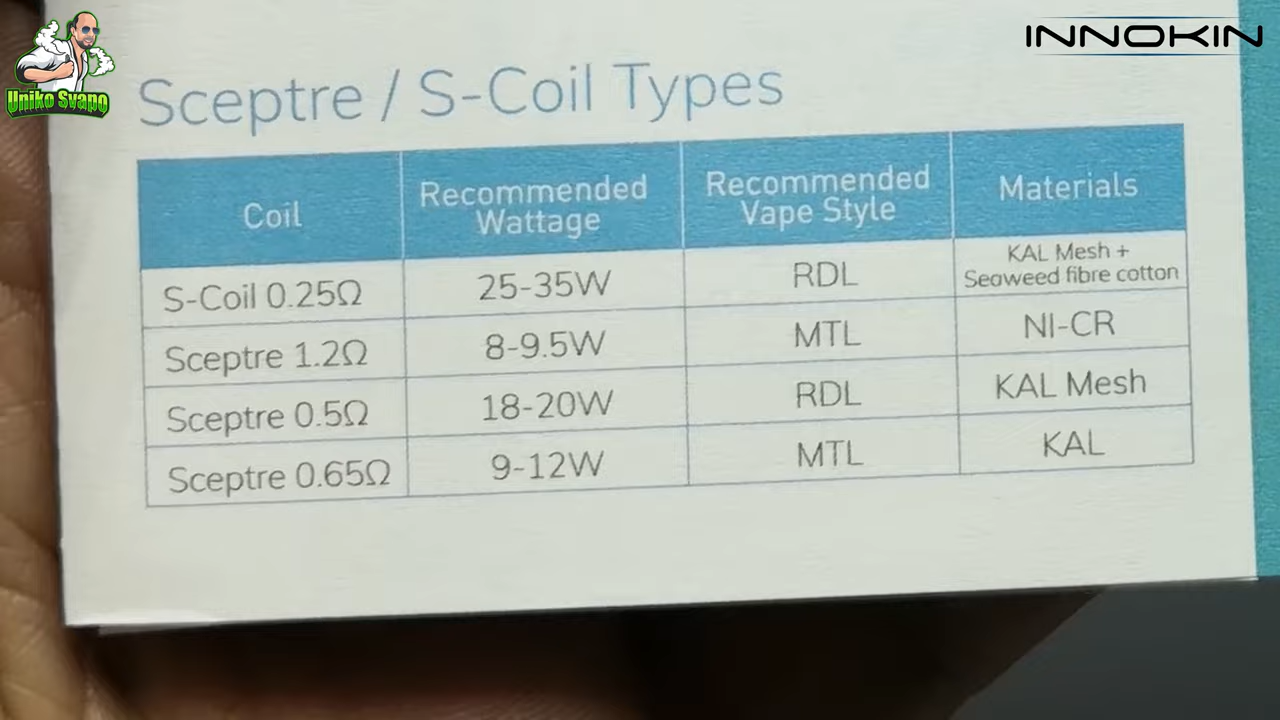 Uniko Svapo
INNOKIN
Sceptre / S-Coil Types
Coil
Recommended
Wattage
Recommended
Vape Style
Materials
S-Coil 0.25Ω
25-35W
RDL
KAL Mesh +
Seaweed fibre cotton
Sceptre 1.2Ω
8-9.5W
MTL
NI-CR
Sceptre 0.5Ω
18-20W
RDL
KAL Mesh
Sceptre 0.65Ω
9-12W
MTL
KAL